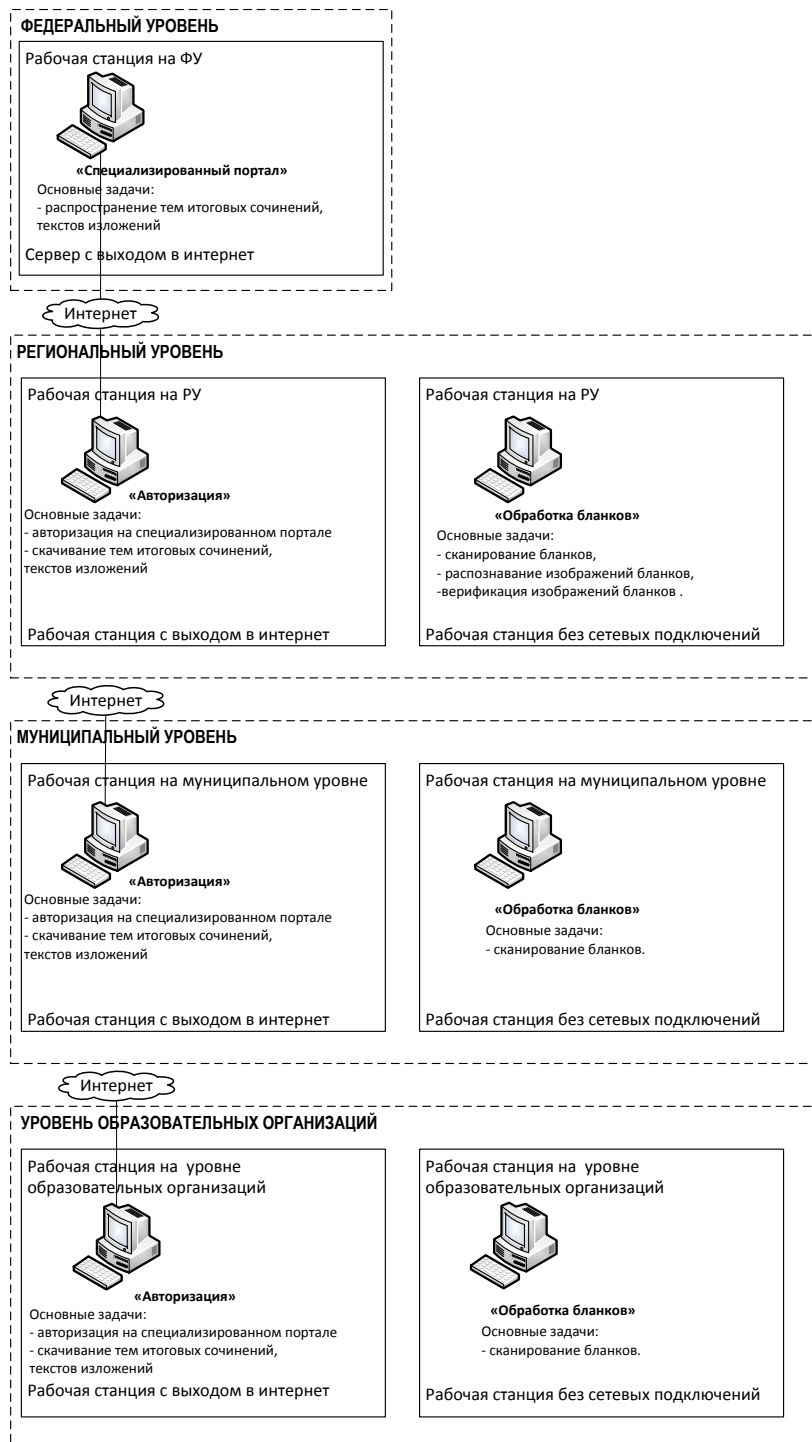 ФЕДЕРАЛЬНЫЙ УРОВЕНЬ
Рабочая станция на ФУ
«Специализированный портал»
Основные задачи:
- распространение тем итоговых сочинений,
текстов изложений
Сервер с выходом в интернет
Интернет
РЕГИОНАЛЬНЫЙ УРОВЕНЬ
Рабочая станция на РУ
«Авторизация»
Основные задачи:
- авторизация на специализированном портале
- скачивание тем итоговых сочинений,
текстов изложений
Рабочая станция с выходом в интернет
Рабочая станция на РУ
«Обработка бланков»
Основные задачи:
- сканирование бланков,
- распознавание изображений бланков,
-верификация изображений бланков .
Рабочая станция без сетевых подключений
Интернет
МУНИЦИПАЛЬНЫЙ УРОВЕНЬ
Рабочая станция на муниципальном уровне
«Авторизация»
Основные задачи:
- авторизация на специализированном портале
- скачивание тем итоговых сочинений,
текстов изложений
Рабочая станция с выходом в интернет
Рабочая станция на муниципальном уровне
«Обработка бланков»
Основные задачи:
- сканирование бланков.
Рабочая станция без сетевых подключений
Интернет
УРОВЕНЬ ОБРАЗОВАТЕЛЬНЫХ ОРГАНИЗАЦИЙ
Рабочая станция на уровне
образовательных организаций
«Авторизация»
Основные задачи:
- авторизация на специализированном портале
- скачивание тем итоговых сочинений,
текстов изложений
Рабочая станция с выходом в интернет
Рабочая станция на уровне
образовательных организаций
«Обработка бланков»
Основные задачи:
- сканирование бланков.
Рабочая станция без сетевых подключений